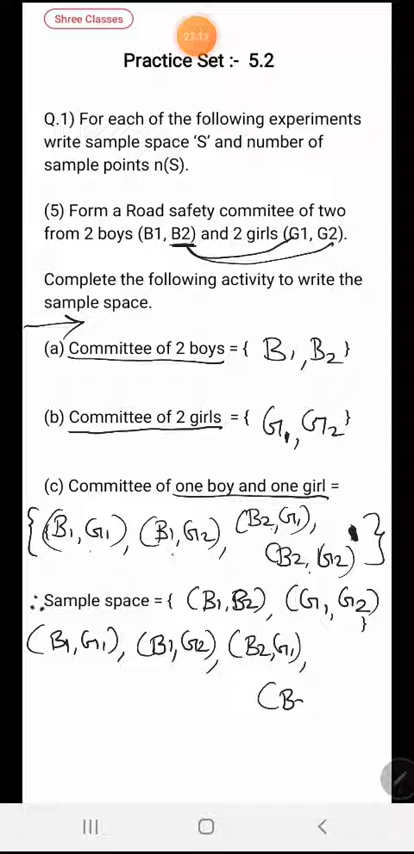 Shree Classes
23:12
Practice Set :- 5.2
Q.1) For each of the following experiments
write sample space 'S' and number of
sample points n(S).
(5) Form a Road safety commitee of two
from 2 boys (B1, B2) and 2 girls (G1, G2).
Complete the following activity to write the
sample space.
(a) Committee of 2 boys = { B₁, B₂ }
(b) Committee of 2 girls = { G₁, G₂ }
(c) Committee of one boy and one girl =
{(B₁, G₁), (B₁, G₂), (B₂, G₁),
(B₂, G₂) }
∴ Sample space = { (B₁, B₂), (G₁, G₂)
}
(B₁, G₁), (B₁, G₂) (B₂, G₁),
(B